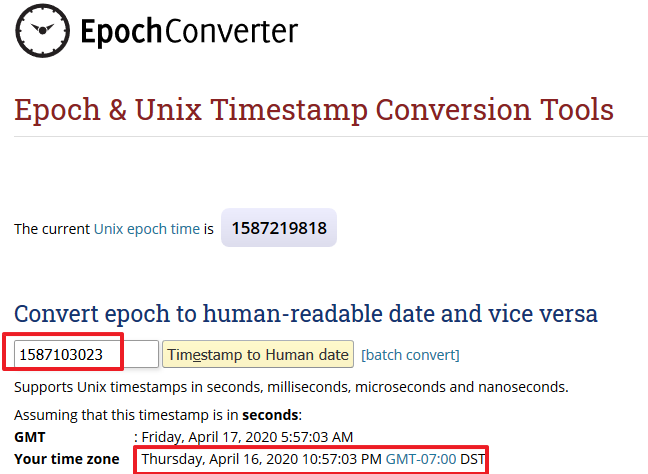 EpochConverter
Epoch & Unix Timestamp Conversion Tools
The current Unix epoch time is 1587219818
Convert epoch to human-readable date and vice versa
1587103023 Timestamp to Human date [batch convert]
Supports Unix timestamps in seconds, milliseconds, microseconds and nanoseconds.
Assuming that this timestamp is in seconds:
GMT : Friday, April 17, 2020 5:57:03 AM
Your time zone : Thursday, April 16, 2020 10:57:03 PM GMT-07:00 DST